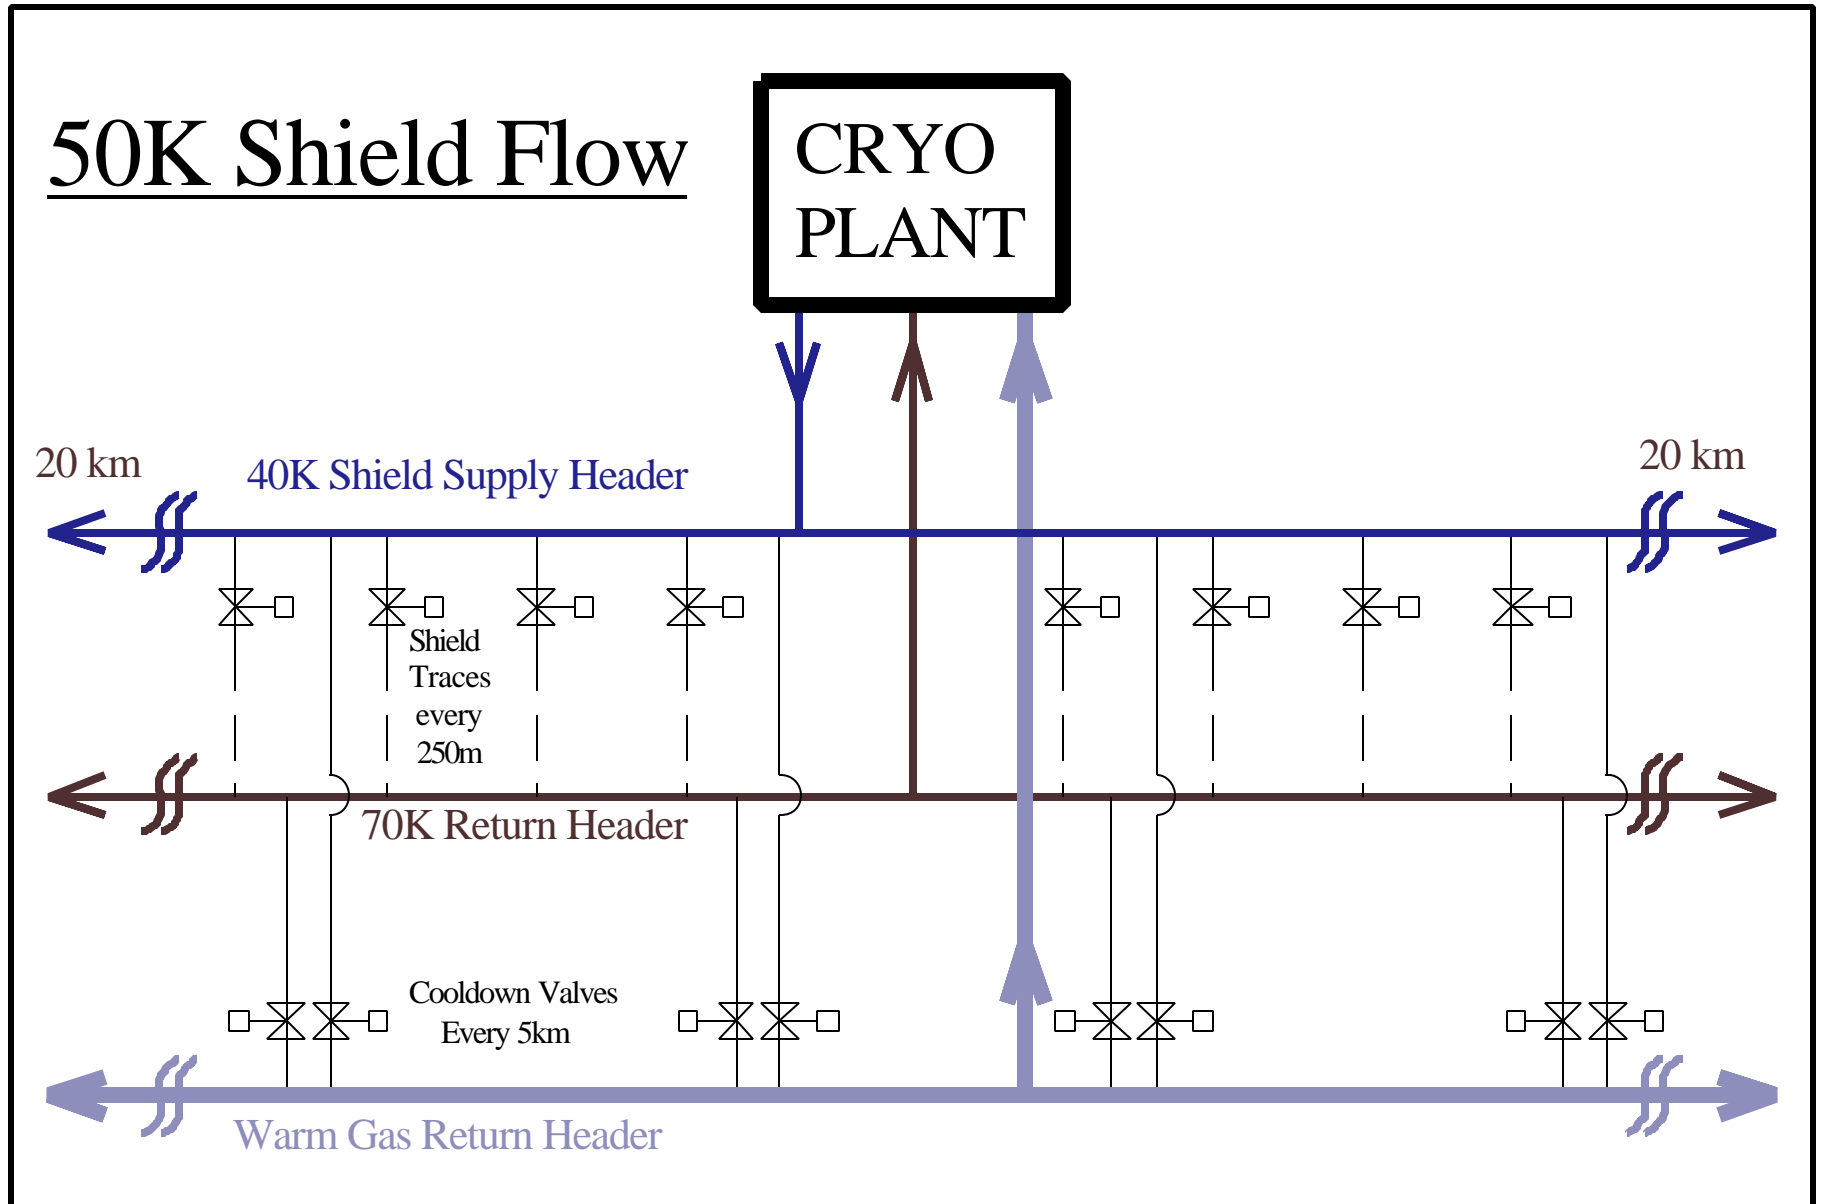 50K Shield Flow
CRYO
PLANT
20 km
40K Shield Supply Header
20 km
Shield
Traces
every
250m
70K Return Header
Cooldown Valves
Every 5km
Warm Gas Return Header